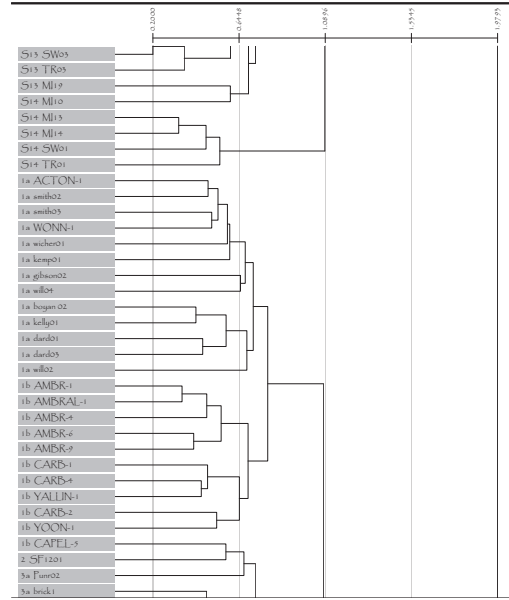 0.2000 0.6448 1.0896 1.5345 1.9793
S13 SW03
S13 TR03
S13 MI19
S14 MI10
S14 MI13
S14 MI14
S14 SW01
S14 TR01
1a ACTON-1
1a smith02
1a smith03
1a WONN-1
1a wicher01
1a kemp01
1a gibson02
1a will04
1a bogan 02
1a kelly01
1a dard01
1a dard03
1a will02
1b AMBR-1
1b AMBRAL-1
1b AMBR-4
1b AMBR-6
1b AMBR-9
1b CARB-1
1b CARB-4
1b YALLIN-1
1b CARB-2
1b YOON-1
1b CAPEL-5
2 SF1201
3a Punr02
3a brick1